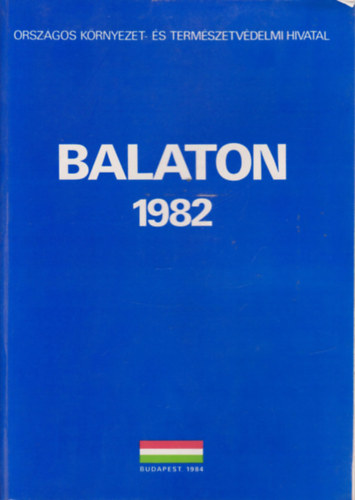 ORSZÁGOS KÖRNYEZET- ÉS TERMÉSZETVÉDELMI HIVATAL
BALATON
1982
BUDAPEST 1984